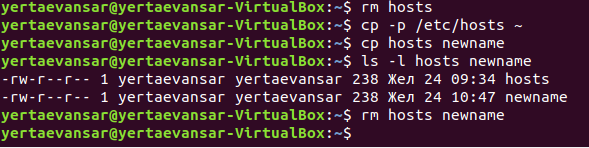 yertaevansar@yertaevansar-VirtualBox:~$ rm hosts
yertaevansar@yertaevansar-VirtualBox:~$ cp -p /etc/hosts ~
yertaevansar@yertaevansar-VirtualBox:~$ cp hosts newname
yertaevansar@yertaevansar-VirtualBox:~$ ls -l hosts newname
-rw-r--r-- 1 yertaevansar yertaevansar 238 Жел 24 09:34 hosts
-rw-r--r-- 1 yertaevansar yertaevansar 238 Жел 24 10:47 newname
yertaevansar@yertaevansar-VirtualBox:~$ rm hosts newname
yertaevansar@yertaevansar-VirtualBox:~$